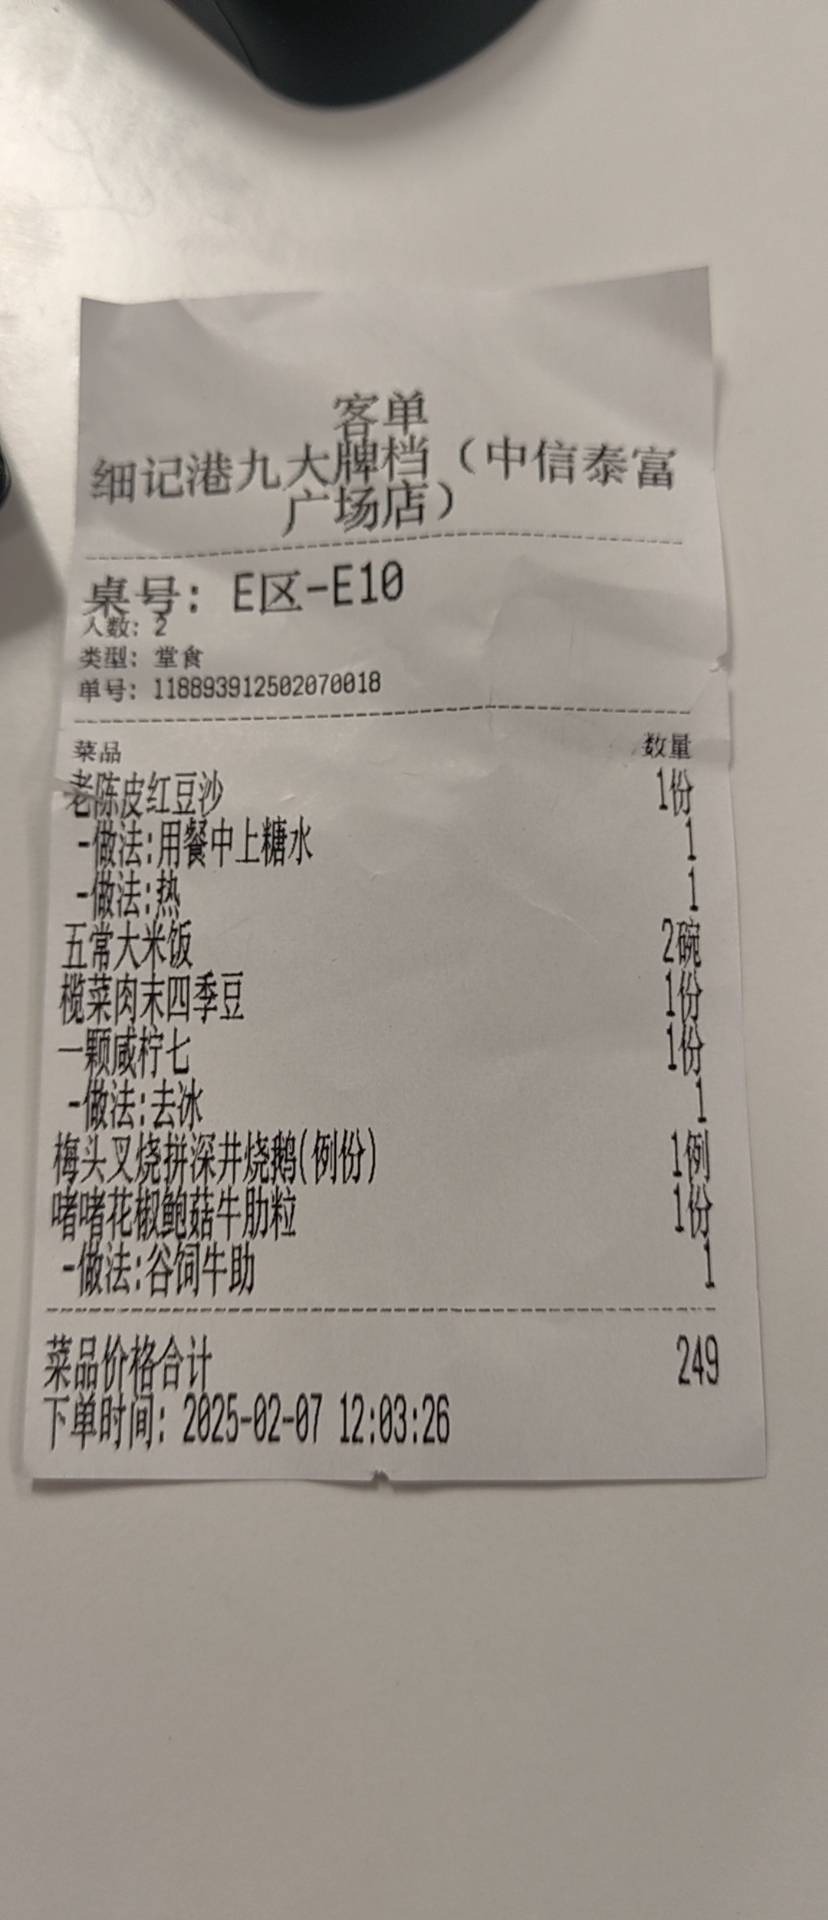 客单
细记港九大牌档（中信泰富
广场店）
桌号: E区-E10
人数: 2
类型: 堂食
单号: 118893912502070018
菜品 数量
老陈皮红豆沙 1份
-做法:用餐中上糖水 1
-做法:热 1
五常大米饭 2碗
榄菜肉末四季豆 1份
一颗咸柠七 1份
-做法:去冰 1
梅头叉烧拼深井烧鹅(例份) 1例
啫啫花椒鲍菇牛肋粒 1份
-做法:谷饲牛助 1
菜品价格合计 249
下单时间: 2025-02-07 12:03:26